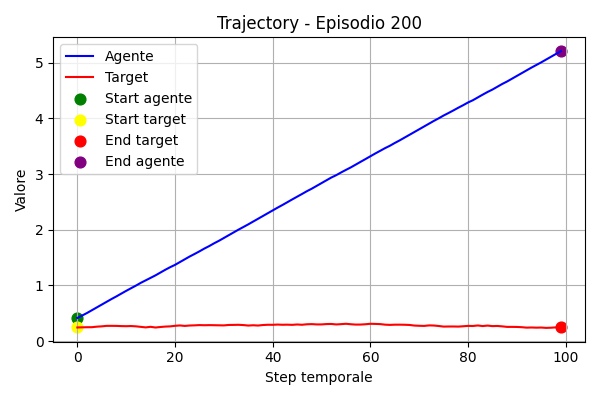 Trajectory - Episodio 200
Agente
Target
Start agente
Start target
End target
End agente
Valore
5
4
3
2
1
0
0 20 40 60 80 100
Step temporale